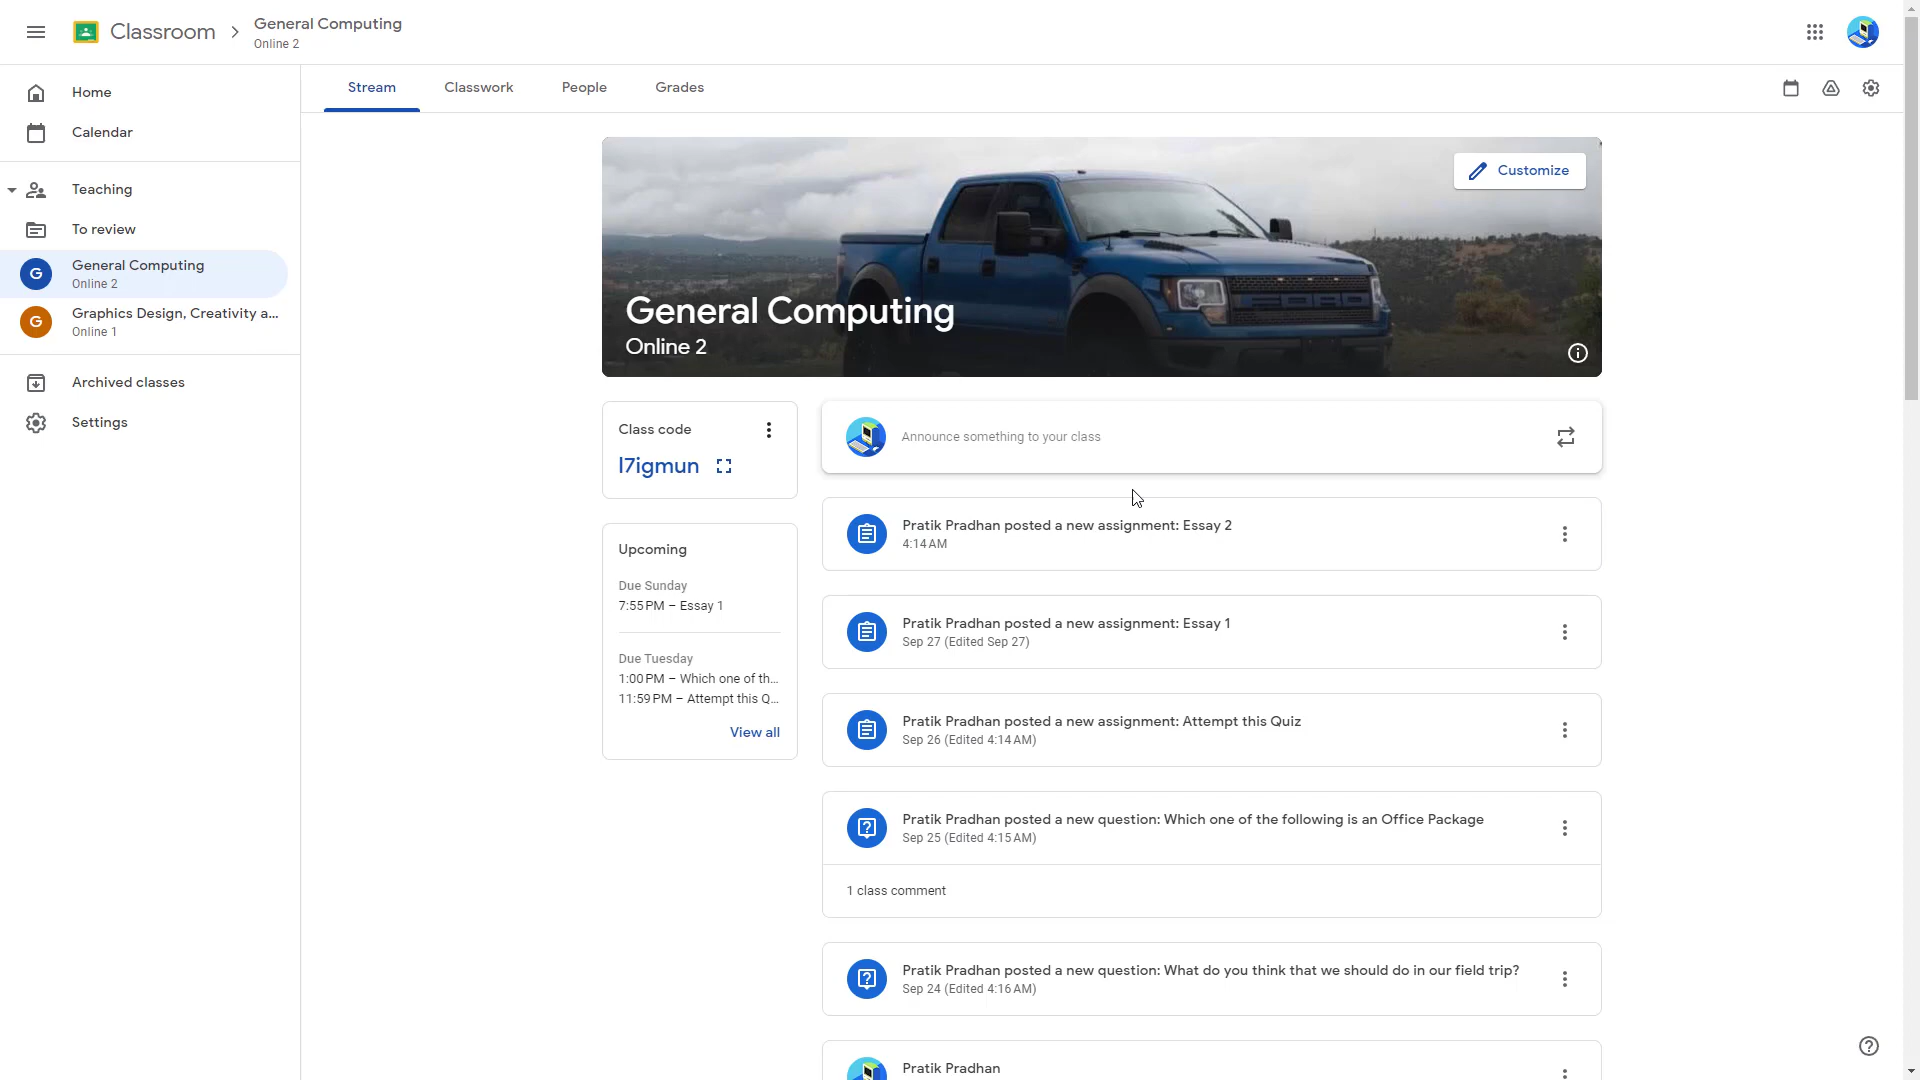 Classroom
General Computing
Online 2
Home
Calendar
Teaching
To review
G
General Computing
Online 2
G
Graphics Design, Creativity a...
Online 1
Archived classes
Settings
Stream
Classwork
People
Grades
Customize
General Computing
Online 2
Class code
l7igmun
Upcoming
Due Sunday
7:55 PM – Essay 1
Due Tuesday
1:00 PM – Which one of th...
11:59 PM – Attempt this Q...
View all
Announce something to your class
Pratik Pradhan posted a new assignment: Essay 2
4:14 AM
Pratik Pradhan posted a new assignment: Essay 1
Sep 27 (Edited Sep 27)
Pratik Pradhan posted a new assignment: Attempt this Quiz
Sep 26 (Edited 4:14 AM)
Pratik Pradhan posted a new question: Which one of the following is an Office Package
Sep 25 (Edited 4:15 AM)
1 class comment
Pratik Pradhan posted a new question: What do you think that we should do in our field trip?
Sep 24 (Edited 4:16 AM)
Pratik Pradhan